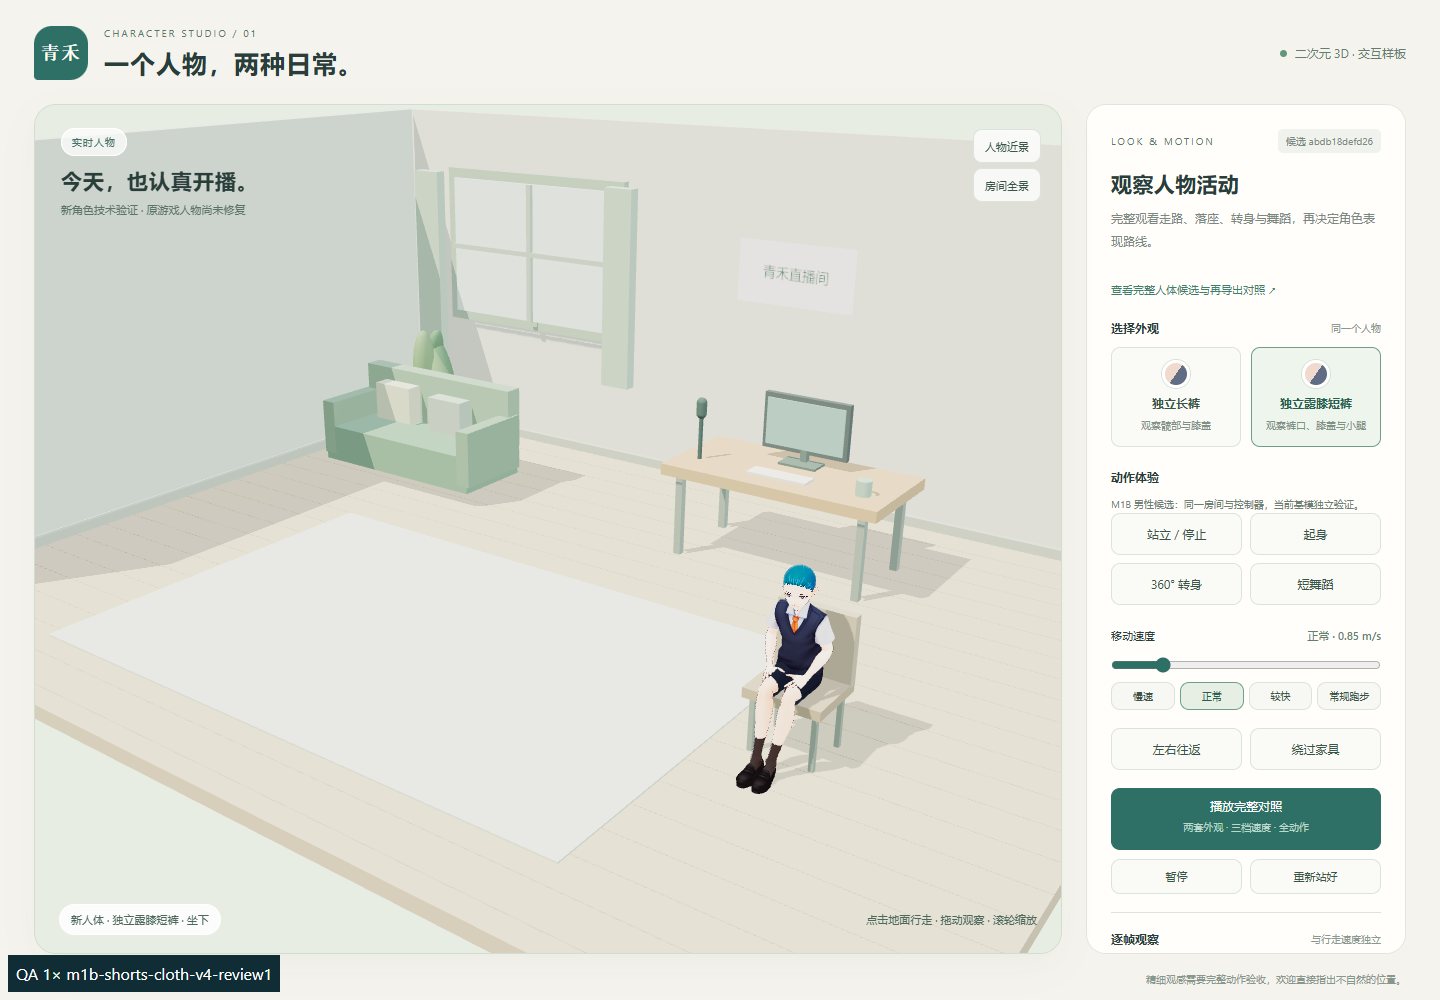 青禾
CHARACTER STUDIO / 01
一个人物，两种日常。
二次元 3D · 交互样板
实时人物
今天，也认真开播。
新角色技术验证 · 原游戏人物尚未修复
人物近景
房间全景
青禾直播间
新人体 · 独立露膝短裤 · 坐下
点击地面行走 · 拖动观察 · 滚轮缩放
LOOK & MOTION
候选 abdb18defd26
观察人物活动
完整观看走路、落座、转身与舞蹈，再决定角色表
现路线。
查看完整人体候选与再导出对照 ↗
选择外观
同一个人物
独立长裤
观察髋部与膝盖
独立露膝短裤
观察裤口、膝盖与小腿
动作体验
M1B 男性候选：同一房间与控制器，当前基模独立验证。
站立 / 停止
起身
360° 转身
短舞蹈
移动速度
正常 · 0.85 m/s
慢速
正常
较快
常规跑步
左右往返
绕过家具
播放完整对照
两套外观 · 三档速度 · 全动作
暂停
重新站好
逐帧观察
与行走速度独立
QA 1× m1b-shorts-cloth-v4-review1
精细观感需要完整动作验收，欢迎直接指出不自然的位置。